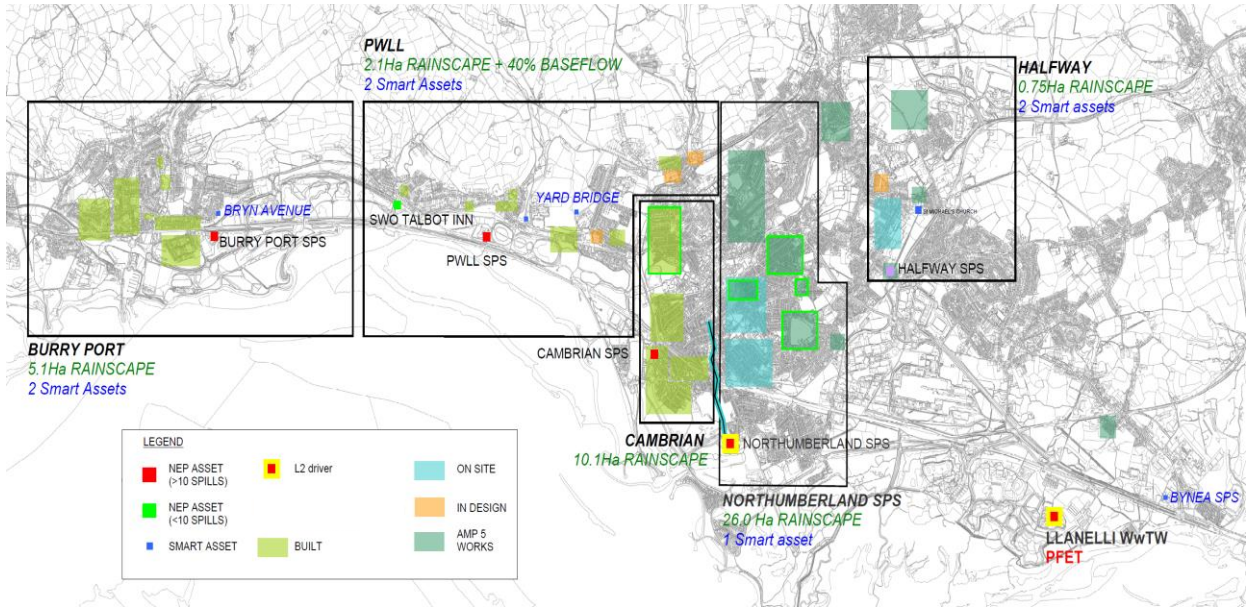 PWLL
2.1Ha RAINSCAPE + 40% BASEFLOW
2 Smart Assets
HALFWAY
0.75Ha RAINSCAPE
2 Smart assets
BRYN AVENUE
BURRY PORT SPS
SWO TALBOT INN
YARD BRIDGE
PWLL SPS
ST MICHAEL'S CHURCH
HALFWAY SPS
BURRY PORT
5.1Ha RAINSCAPE
2 Smart Assets
CAMBRIAN SPS
CAMBRIAN
10.1Ha RAINSCAPE
NORTHUMBERLAND SPS
NORTHUMBERLAND SPS
26.0 Ha RAINSCAPE
1 Smart asset
BYNEA SPS
LLANELLI WwTW
PFET
LEGEND
NEP ASSET
(>10 SPILLS)
L2 driver
ON SITE
NEP ASSET
(<10 SPILLS)
IN DESIGN
SMART ASSET
BUILT
AMP 5
WORKS